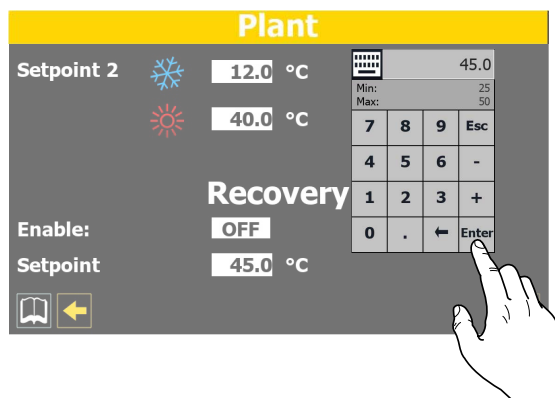 Plant
Setpoint 2 12.0 °C
40.0 °C
Recovery
Enable: OFF
Setpoint 45.0 °C
45.0
Min: 25
Max: 50
7 8 9 Esc
4 5 6 -
1 2 3 +
0 . ← Enter